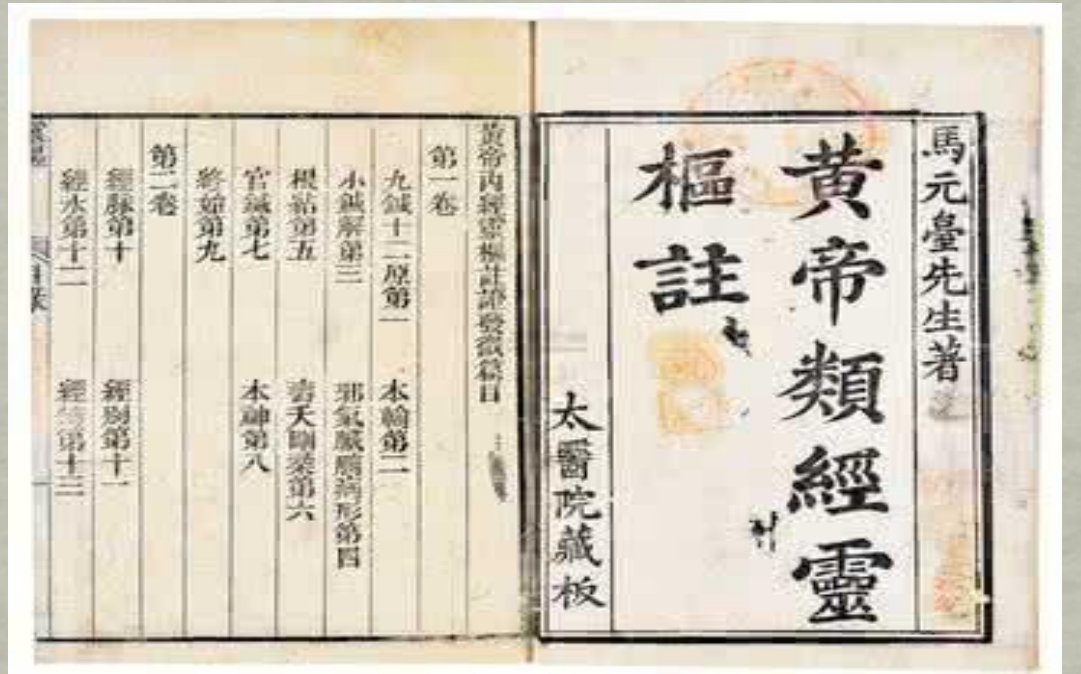 馬元臺先生著
黃帝類經靈
樞註
太醫院藏板
黃帝內經靈樞註證發微篇目
第一卷
九鍼十二原第一 本輸第二
小鍼解第三 邪氣臟腑病形第四
根結第五 壽夭剛柔第六
官鍼第七 本神第八
終始第九
第二卷
經脉第十 經別第十一
經水第十二 經筋第十三